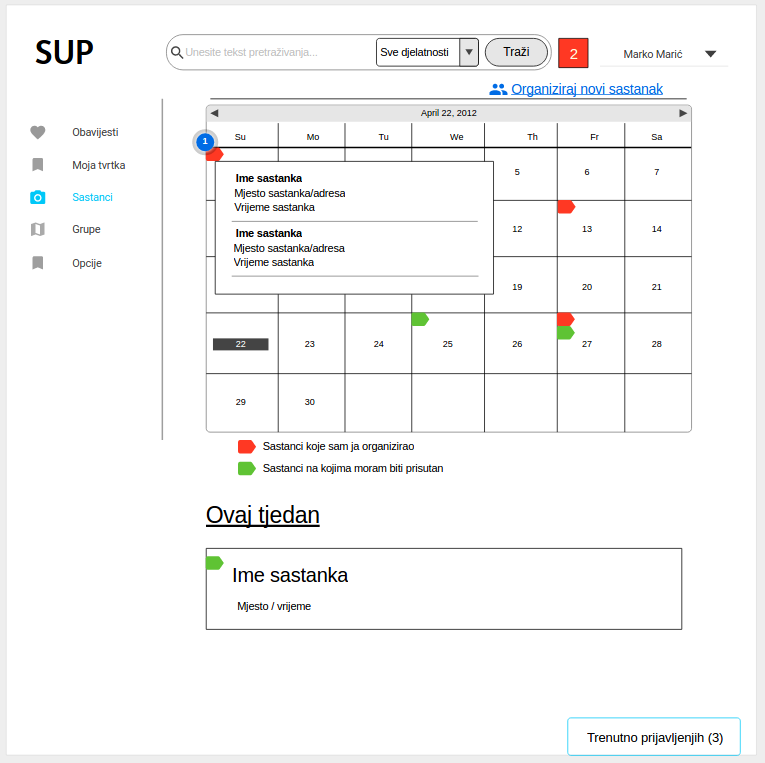 SUP
Unesite tekst pretraživanja...
Sve djelatnosti
Traži
2
Marko Marić
Organiziraj novi sastanak
Obavijesti
Moja tvrtka
Sastanci
Grupe
Opcije
April 22, 2012
Su Mo Tu We Th Fr Sa
1
Ime sastanka
Mjesto sastanka/adresa
Vrijeme sastanka
Ime sastanka
Mjesto sastanka/adresa
Vrijeme sastanka
5 6 7
12 13 14
19 20 21
22 23 24 25 26 27 28
29 30
Sastanci koje sam ja organizirao
Sastanci na kojima moram biti prisutan
Ovaj tjedan
Ime sastanka
Mjesto / vrijeme
Trenutno prijavljenjih (3)